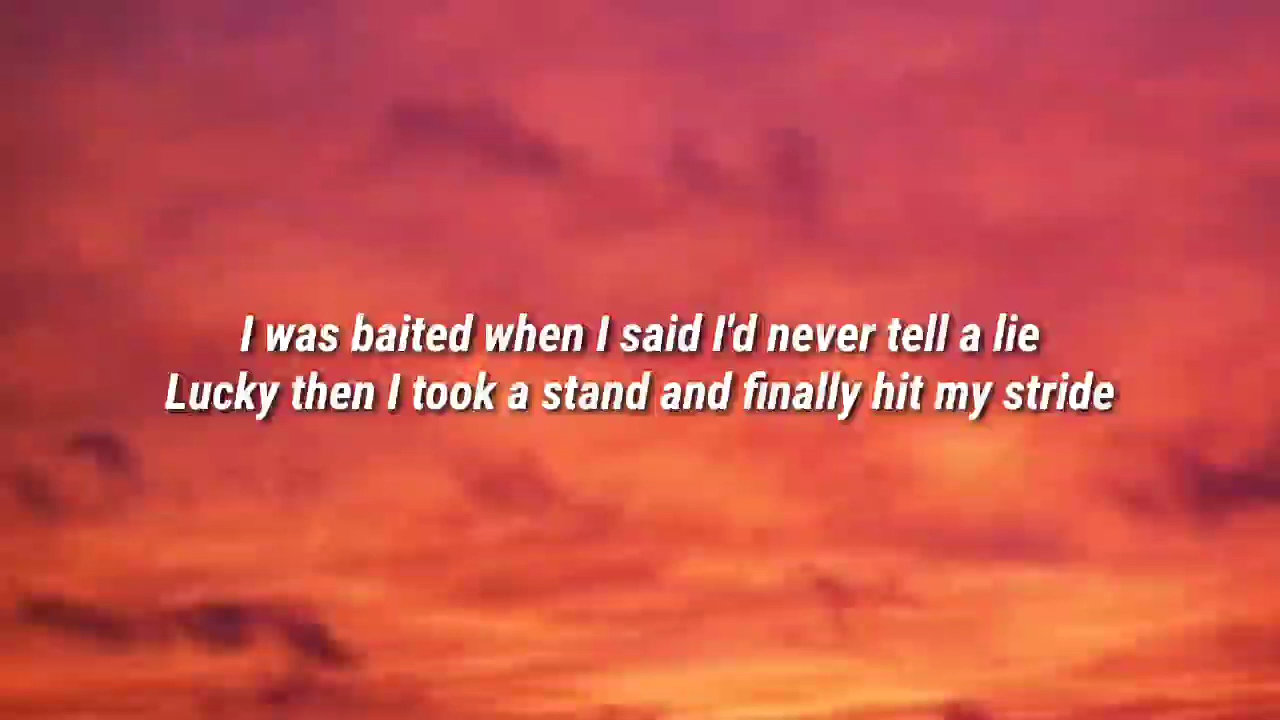 I was baited when I said I'd never tell a lie
Lucky then I took a stand and finally hit my stride